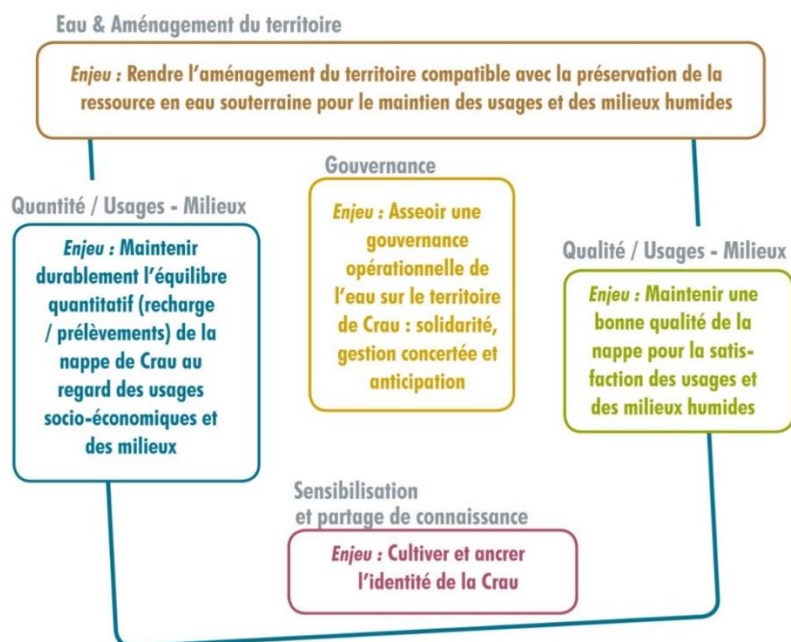 Eau & Aménagement du territoire
Enjeu : Rendre l'aménagement du territoire compatible avec la préservation de la
ressource en eau souterraine pour le maintien des usages et des milieux humides
Gouvernance
Enjeu : Asseoir une
gouvernance
opérationnelle de
l'eau sur le territoire
de Crau : solidarité,
gestion concertée et
anticipation
Quantité / Usages - Milieux
Enjeu : Maintenir
durablement l'équilibre
quantitatif (recharge
/ prélèvements) de la
nappe de Crau au
regard des usages
socio-économiques et
des milieux
Qualité / Usages - Milieux
Enjeu : Maintenir une
bonne qualité de la
nappe pour la satis-
faction des usages et
des milieux humides
Sensibilisation
et partage de connaissance
Enjeu : Cultiver et ancrer
l'identité de la Crau